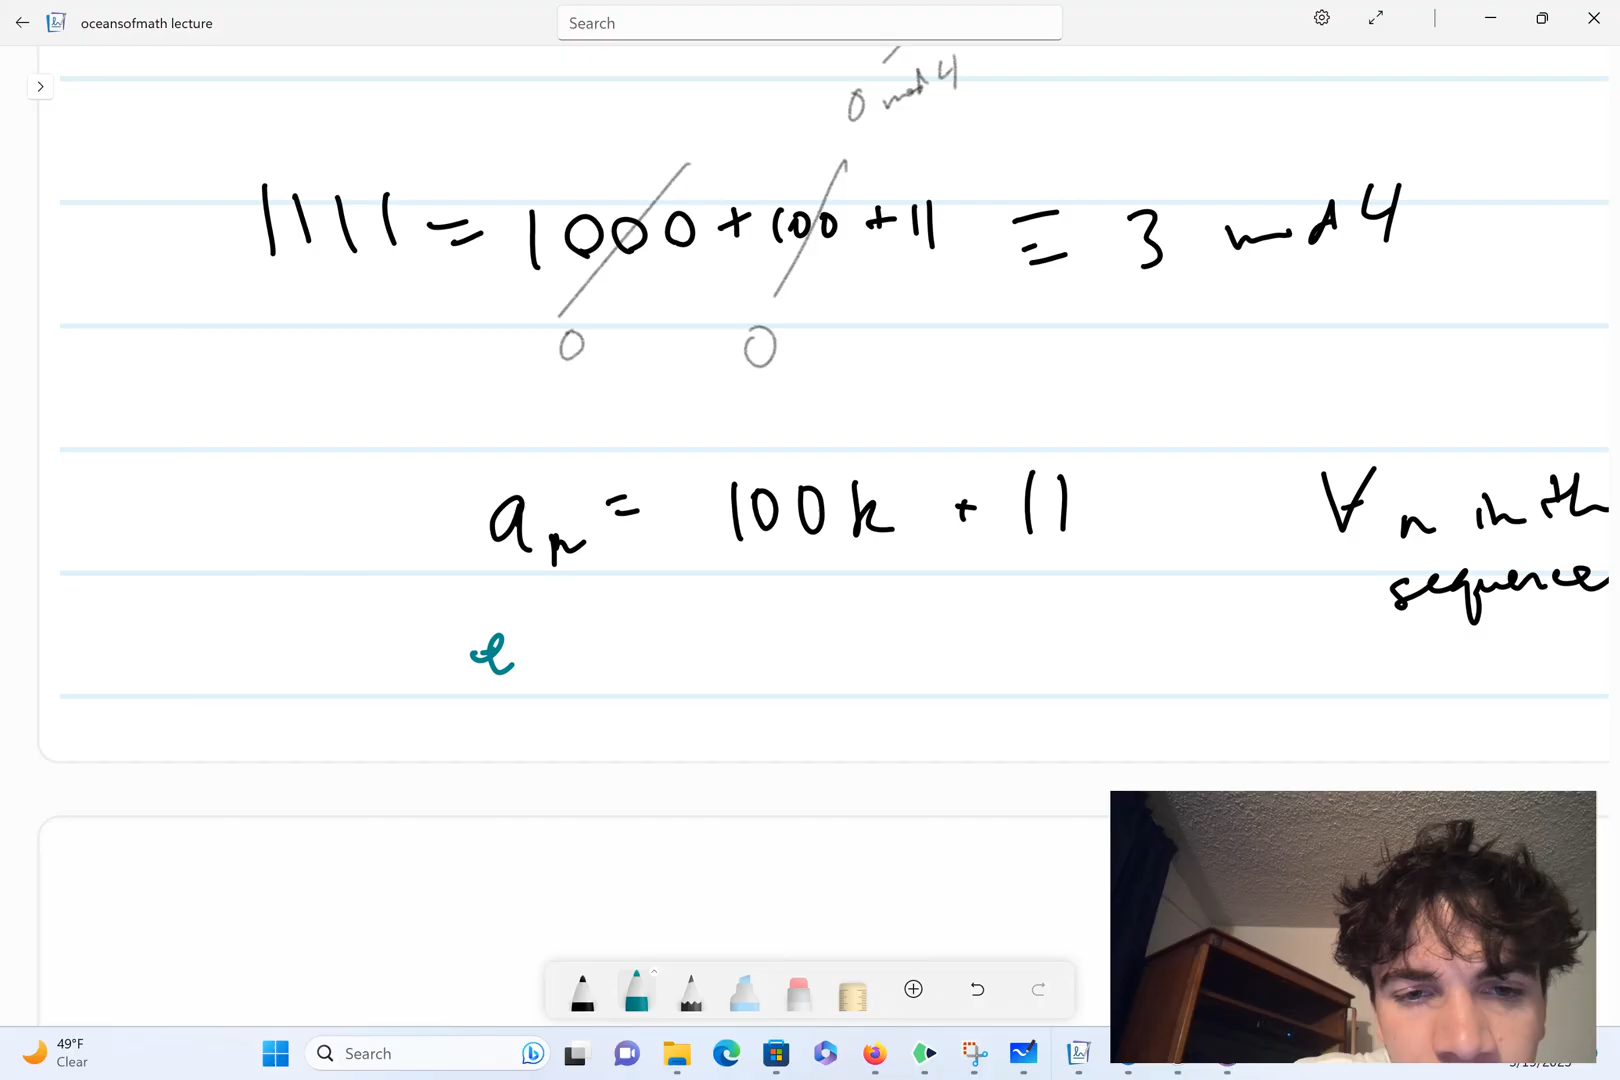 oceansofmath lecture
Search
0 mod 4
1111 = 1000 + 100 + 11 ≡ 3 mod 4
0 0
aₙ = 100k + 11 ∀ n in th
sequence
e
49°F
Clear
Search